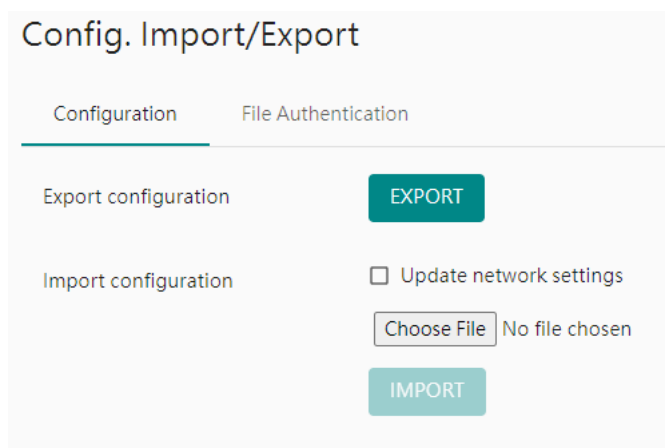 Config. Import/Export
Configuration File Authentication
Export configuration EXPORT
Import configuration Update network settings
Choose File No file chosen
IMPORT